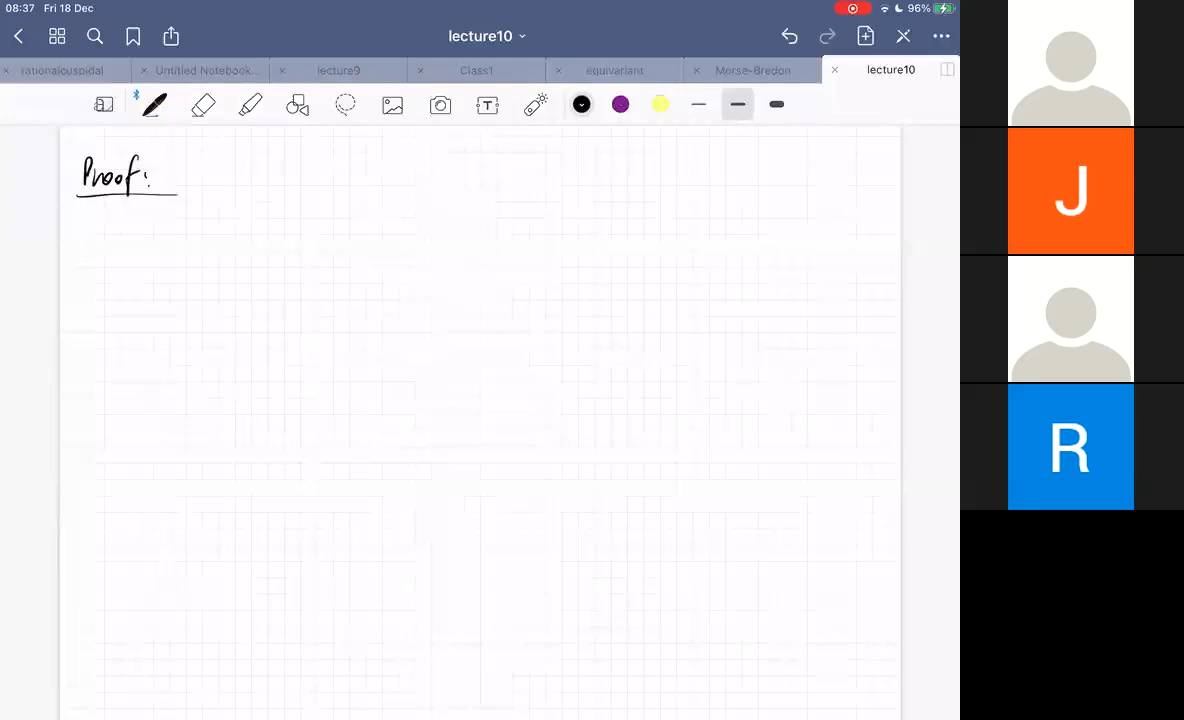 08:37 Fri 18 Dec
96%
lecture10
rationalcuspidal
Untitled Notebook...
lecture9
Class1
equivariant
Morse-Bredon
lecture10
T
Proof:
J
R